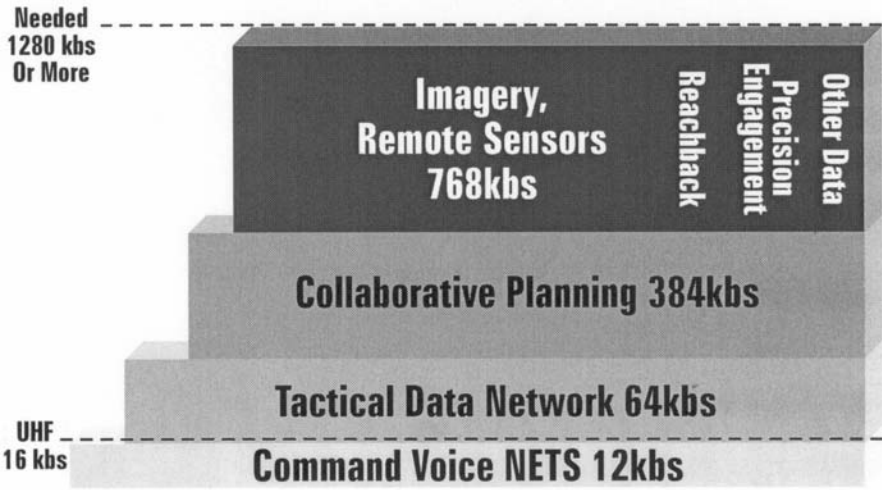 Needed
1280 kbs
Or More
Imagery,
Remote Sensors
768kbs
Reachback
Precision
Engagement
Other Data
Collaborative Planning 384kbs
Tactical Data Network 64kbs
UHF
16 kbs
Command Voice NETS 12kbs